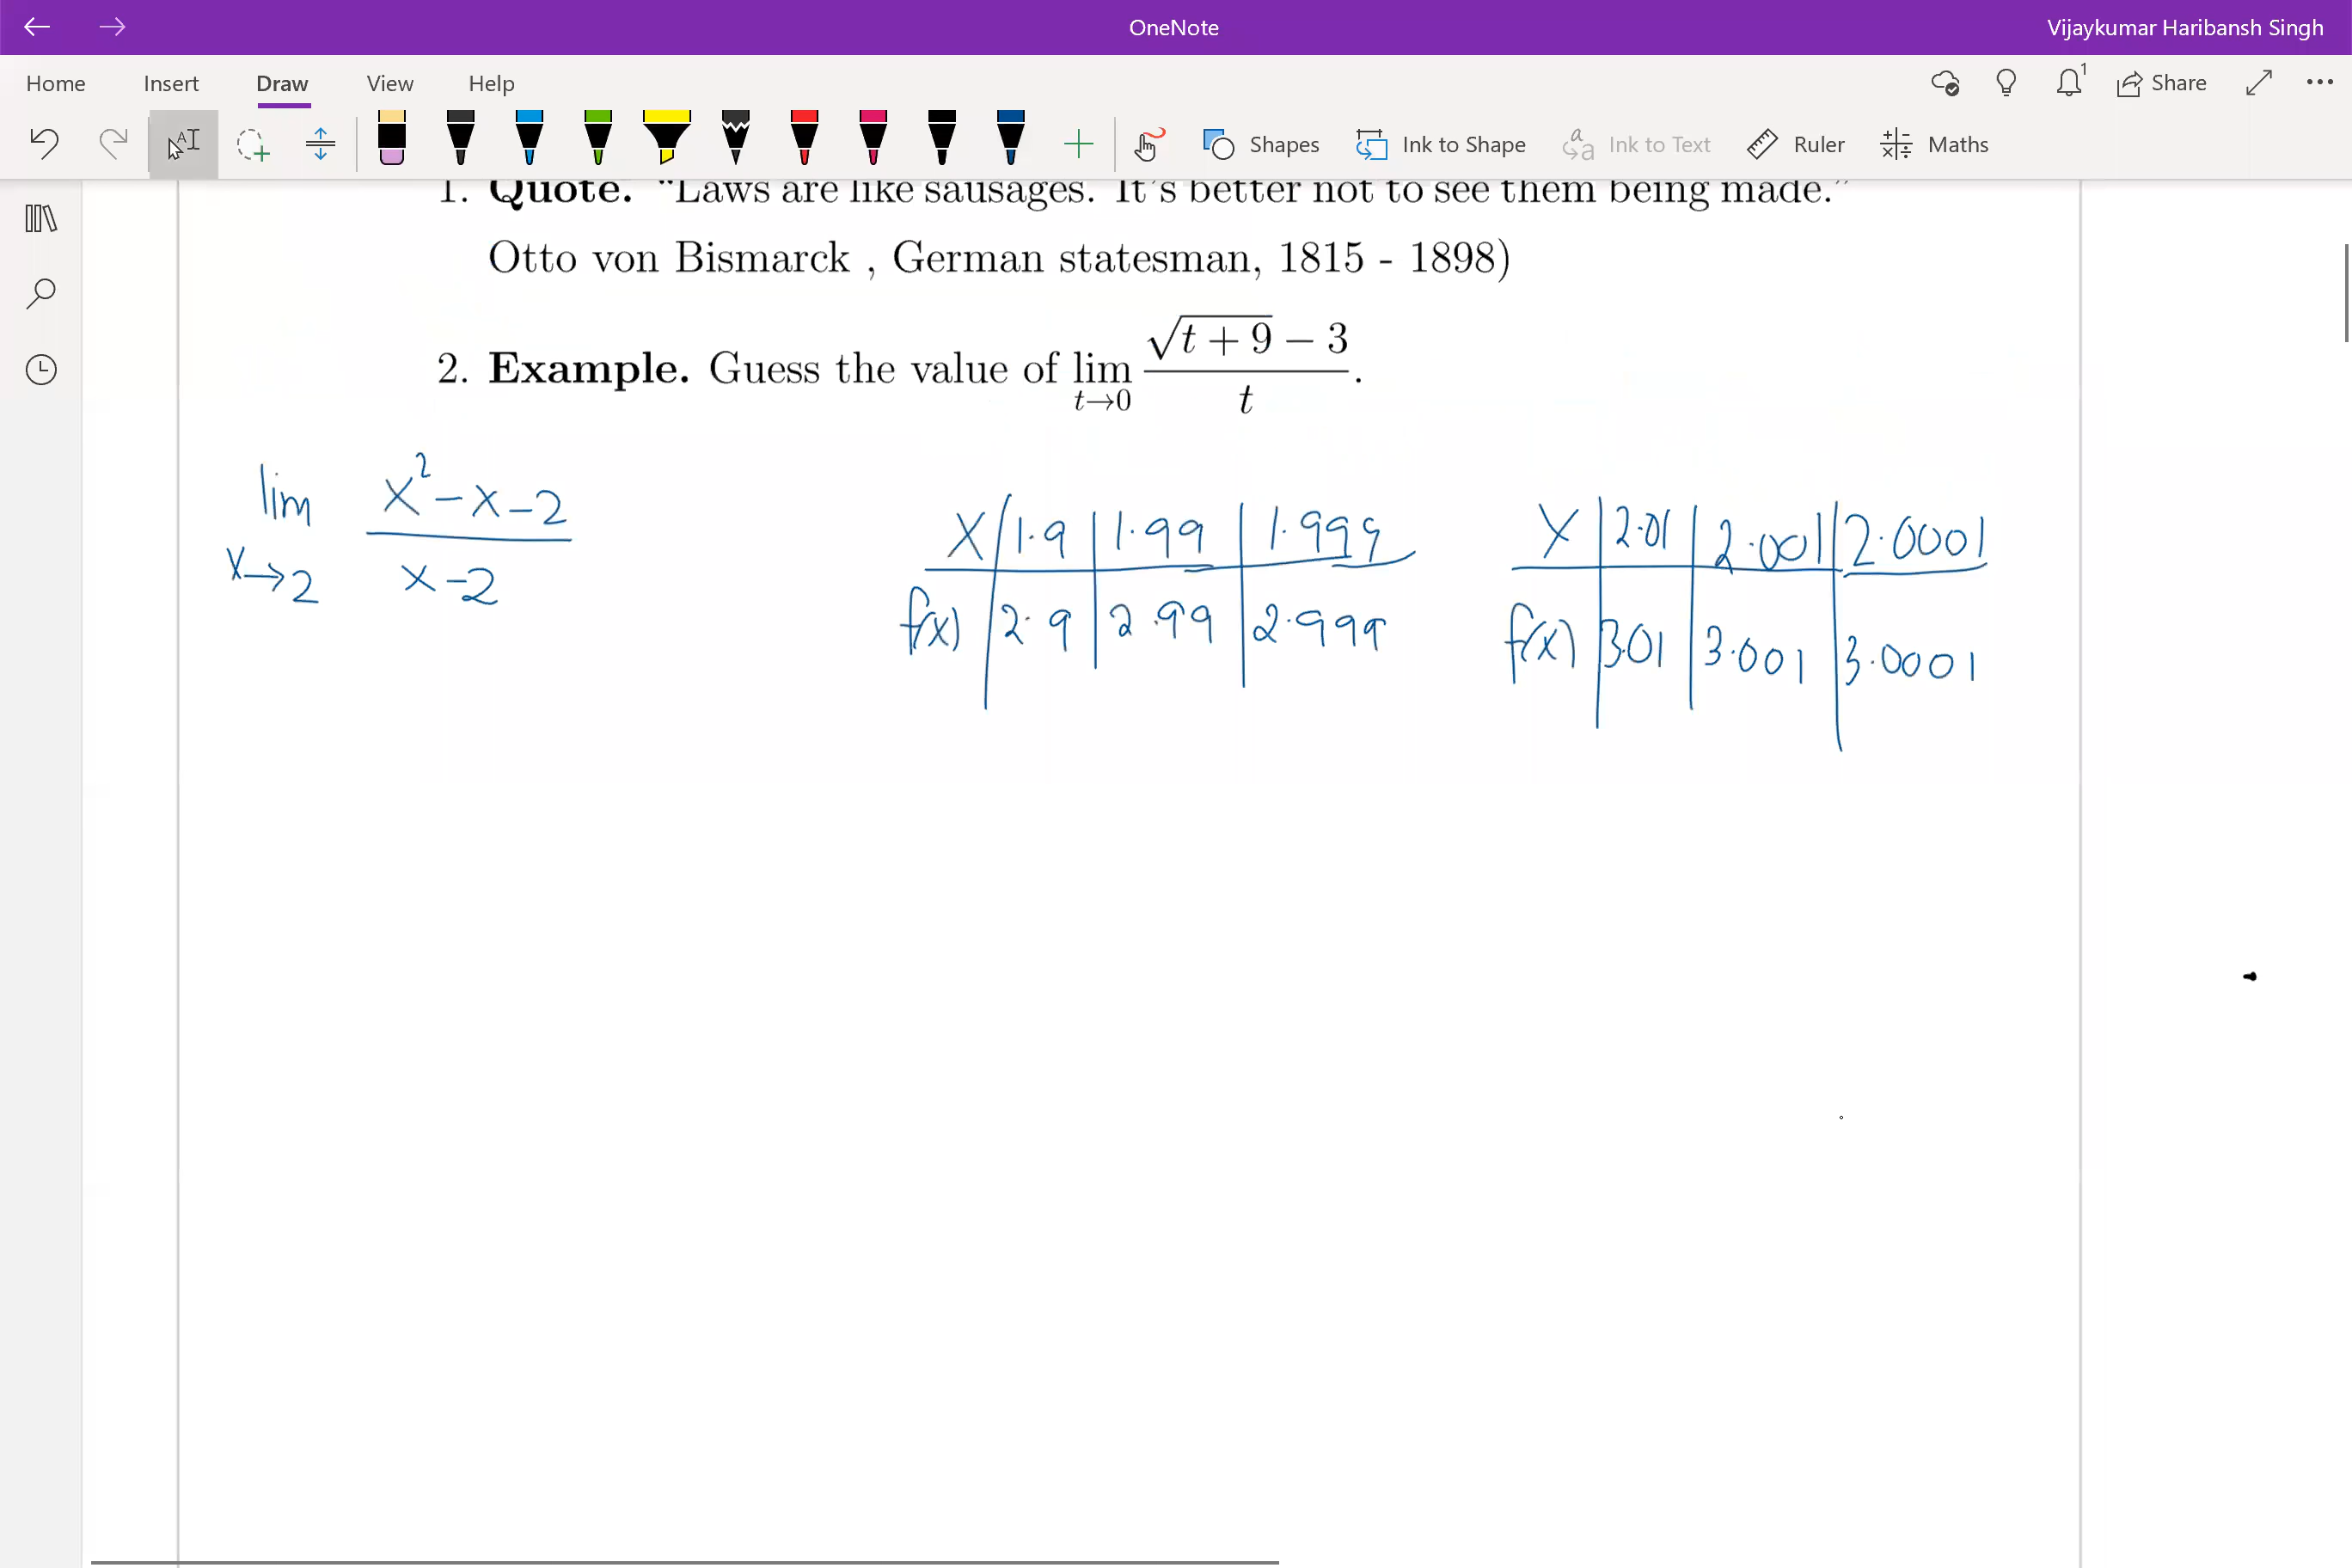 OneNote
Vijaykumar Haribansh Singh
Home Insert Draw View Help
1 Share
AI
Shapes Ink to Shape Ink to Text Ruler Maths
1. Quote. "Laws are like sausages. It's better not to see them being made."
Otto von Bismarck , German statesman, 1815 - 1898)
2. Example. Guess the value of lim t→0 (√(t + 9) − 3)/t.
lim x→2 (x²-x-2)/(x-2)
X | 1.9 | 1.99 | 1.999
f(x) | 2.9 | 2.99 | 2.999
X | 2.01 | 2.001 | 2.0001
f(x) | 3.01 | 3.001 | 3.0001